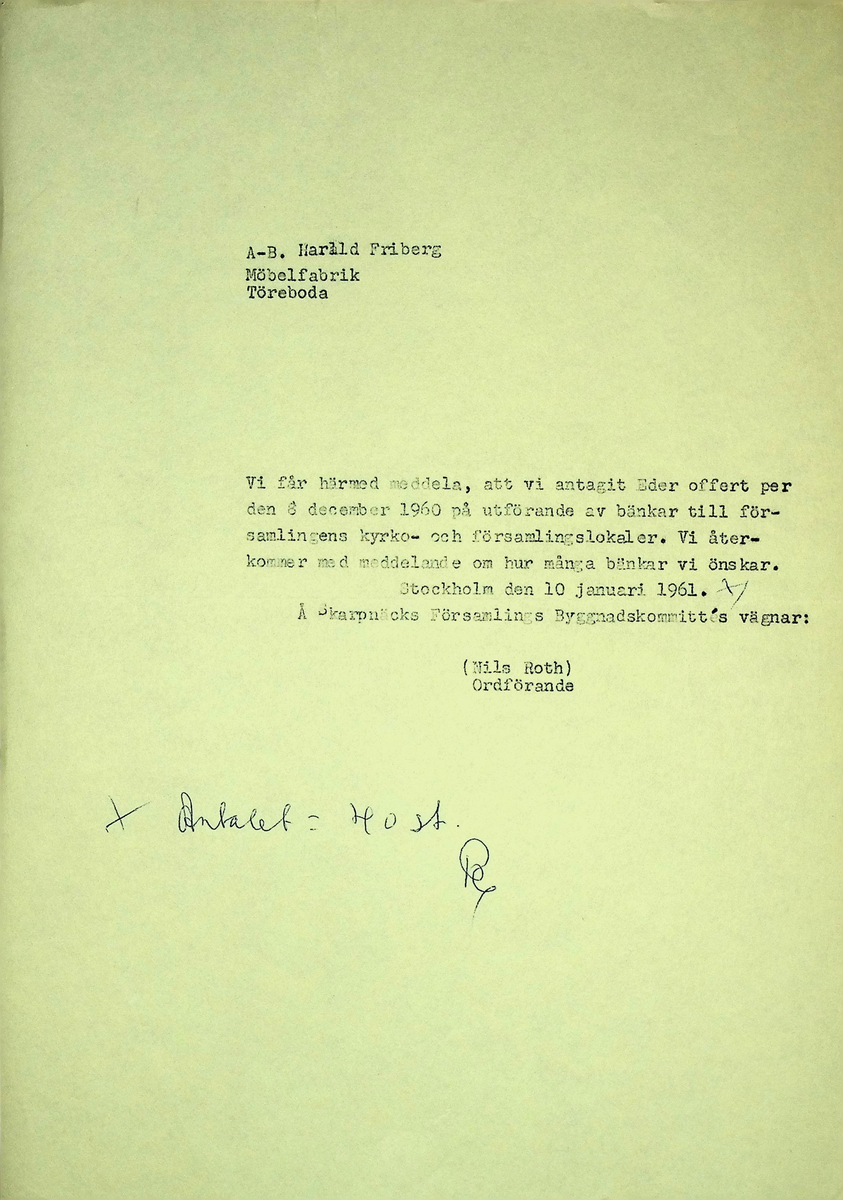 A-B. Harald Friberg
Möbelfabrik
Töreboda
Vi får härmed meddela, att vi antagit Eder offert per
den 8 december 1960 på utförande av bänkar till för-
samlingens kyrko- och församlingslokaler. Vi åter-
kommer med meddelande om hur många bänkar vi önskar.
Stockholm den 10 januari 1961. x/
Å Skarpnäcks Församlings Byggnadskommitt's vägnar:
(Nils Roth)
Ordförande
x Antalet = 40 st.